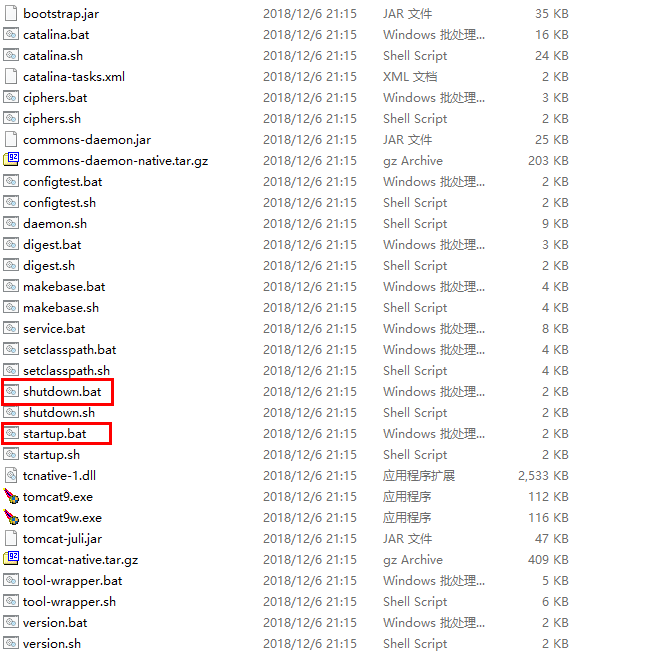 bootstrap.jar 2018/12/6 21:15 JAR 文件 35 KB
catalina.bat 2018/12/6 21:15 Windows 批处理... 16 KB
catalina.sh 2018/12/6 21:15 Shell Script 24 KB
catalina-tasks.xml 2018/12/6 21:15 XML 文档 2 KB
ciphers.bat 2018/12/6 21:15 Windows 批处理... 3 KB
ciphers.sh 2018/12/6 21:15 Shell Script 2 KB
commons-daemon.jar 2018/12/6 21:15 JAR 文件 25 KB
commons-daemon-native.tar.gz 2018/12/6 21:15 gz Archive 203 KB
configtest.bat 2018/12/6 21:15 Windows 批处理... 2 KB
configtest.sh 2018/12/6 21:15 Shell Script 2 KB
daemon.sh 2018/12/6 21:15 Shell Script 9 KB
digest.bat 2018/12/6 21:15 Windows 批处理... 3 KB
digest.sh 2018/12/6 21:15 Shell Script 2 KB
makebase.bat 2018/12/6 21:15 Windows 批处理... 4 KB
makebase.sh 2018/12/6 21:15 Shell Script 4 KB
service.bat 2018/12/6 21:15 Windows 批处理... 8 KB
setclasspath.bat 2018/12/6 21:15 Windows 批处理... 4 KB
setclasspath.sh 2018/12/6 21:15 Shell Script 4 KB
shutdown.bat 2018/12/6 21:15 Windows 批处理... 2 KB
shutdown.sh 2018/12/6 21:15 Shell Script 2 KB
startup.bat 2018/12/6 21:15 Windows 批处理... 2 KB
startup.sh 2018/12/6 21:15 Shell Script 2 KB
tcnative-1.dll 2018/12/6 21:15 应用程序扩展 2,533 KB
tomcat9.exe 2018/12/6 21:15 应用程序 112 KB
tomcat9w.exe 2018/12/6 21:15 应用程序 116 KB
tomcat-juli.jar 2018/12/6 21:15 JAR 文件 47 KB
tomcat-native.tar.gz 2018/12/6 21:15 gz Archive 409 KB
tool-wrapper.bat 2018/12/6 21:15 Windows 批处理... 5 KB
tool-wrapper.sh 2018/12/6 21:15 Shell Script 6 KB
version.bat 2018/12/6 21:15 Windows 批处理... 2 KB
version.sh 2018/12/6 21:15 Shell Script 2 KB